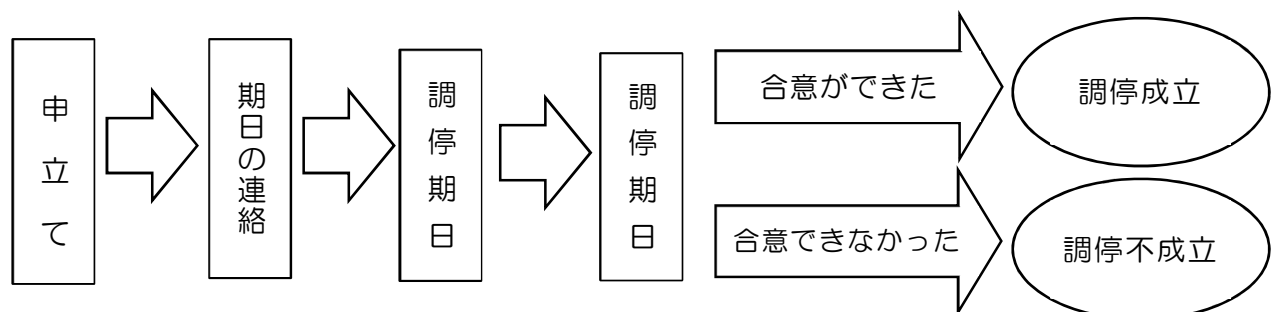 申立て
期日の連絡
調停期日
調停期日
合意ができた
調停成立
合意できなかった
調停不成立